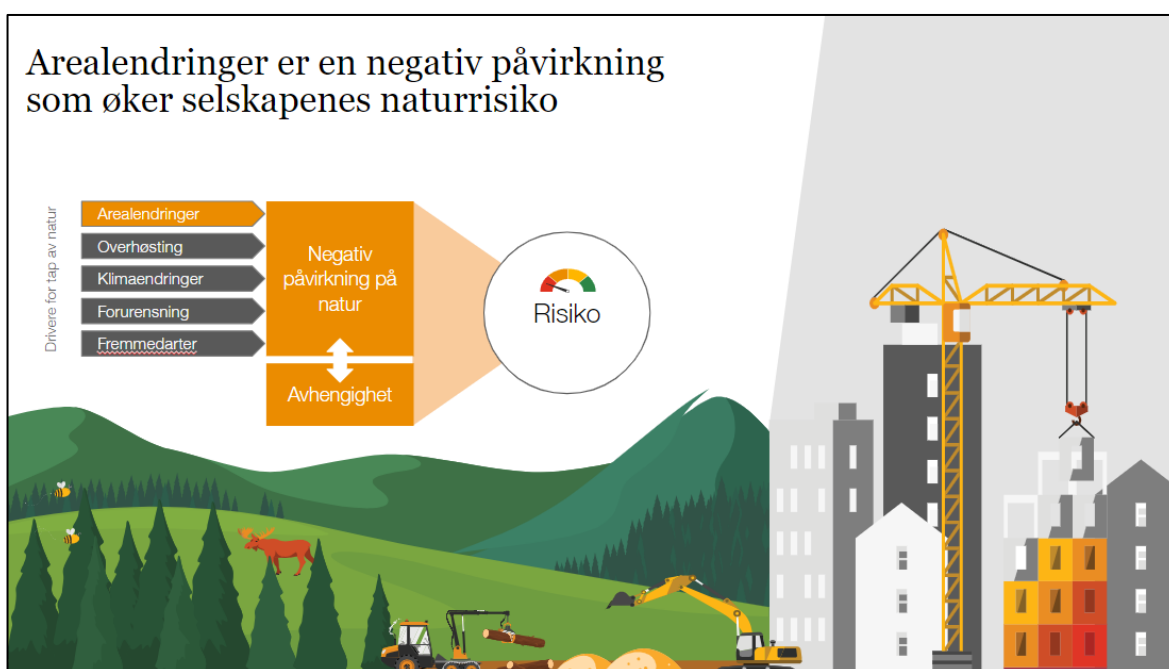 Arealendringer er en negativ påvirkning
som øker selskapenes naturrisiko
Drivere for tap av natur
Arealendringer
Overhøsting
Klimaendringer
Forurensning
Fremmedarter
Negativ
påvirkning på
natur
Avhengighet
Risiko